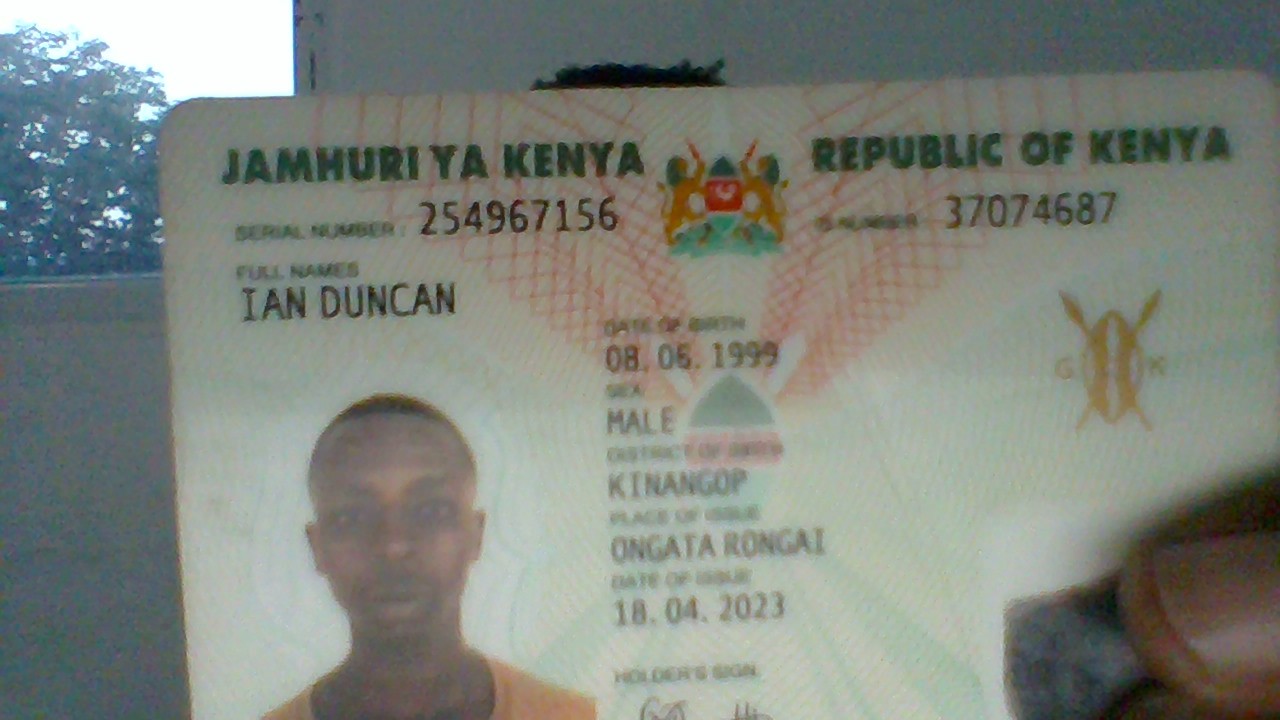 JAMHURI YA KENYA
REPUBLIC OF KENYA
SERIAL NUMBER: 254967156
ID NUMBER: 37074687
FULL NAMES
IAN DUNCAN
DATE OF BIRTH
08. 06. 1999
SEX
MALE
DISTRICT OF BIRTH
KINANGOP
PLACE OF ISSUE
ONGATA RONGAI
DATE OF ISSUE
18. 04. 2023
HOLDER'S SIGN.
G K